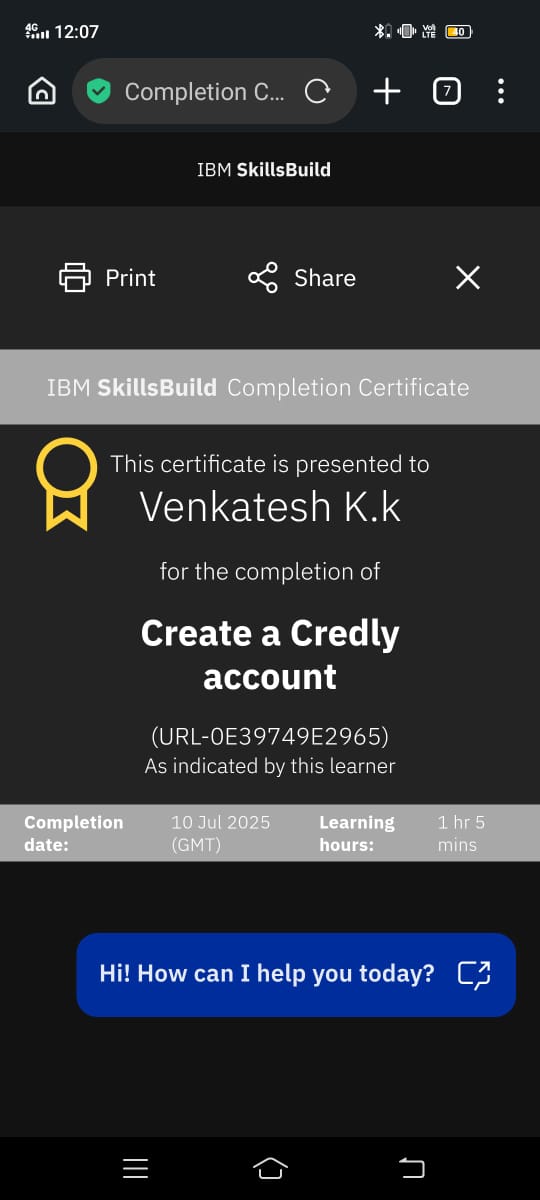 4G 12:07 VoD LTE 40
Completion C... 7
IBM SkillsBuild
Print Share
IBM SkillsBuild Completion Certificate
This certificate is presented to
Venkatesh K.k
for the completion of
Create a Credly
account
(URL-0E39749E2965)
As indicated by this learner
Completion date: 10 Jul 2025 (GMT) Learning hours: 1 hr 5 mins
Hi! How can I help you today?